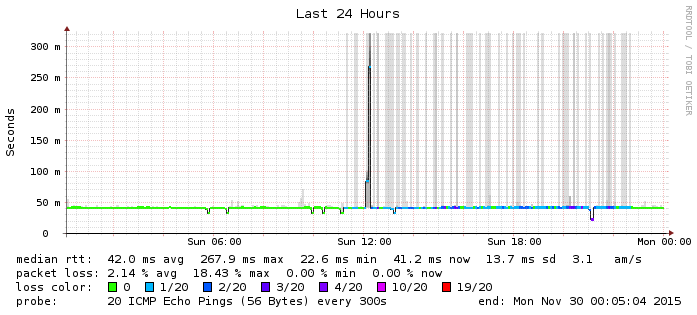 Last 24 Hours
RRDTOOL / TOBI OETIKER
Seconds
300 m
250 m
200 m
150 m
100 m
50 m
0
Sun 06:00 Sun 12:00 Sun 18:00 Mon 00:00
median rtt: 42.0 ms avg 267.9 ms max 22.6 ms min 41.2 ms now 13.7 ms sd 3.1 am/s
packet loss: 2.14 % avg 18.43 % max 0.00 % min 0.00 % now
loss color: 0 1/20 2/20 3/20 4/20 10/20 19/20
probe: 20 ICMP Echo Pings (56 Bytes) every 300s end: Mon Nov 30 00:05:04 2015